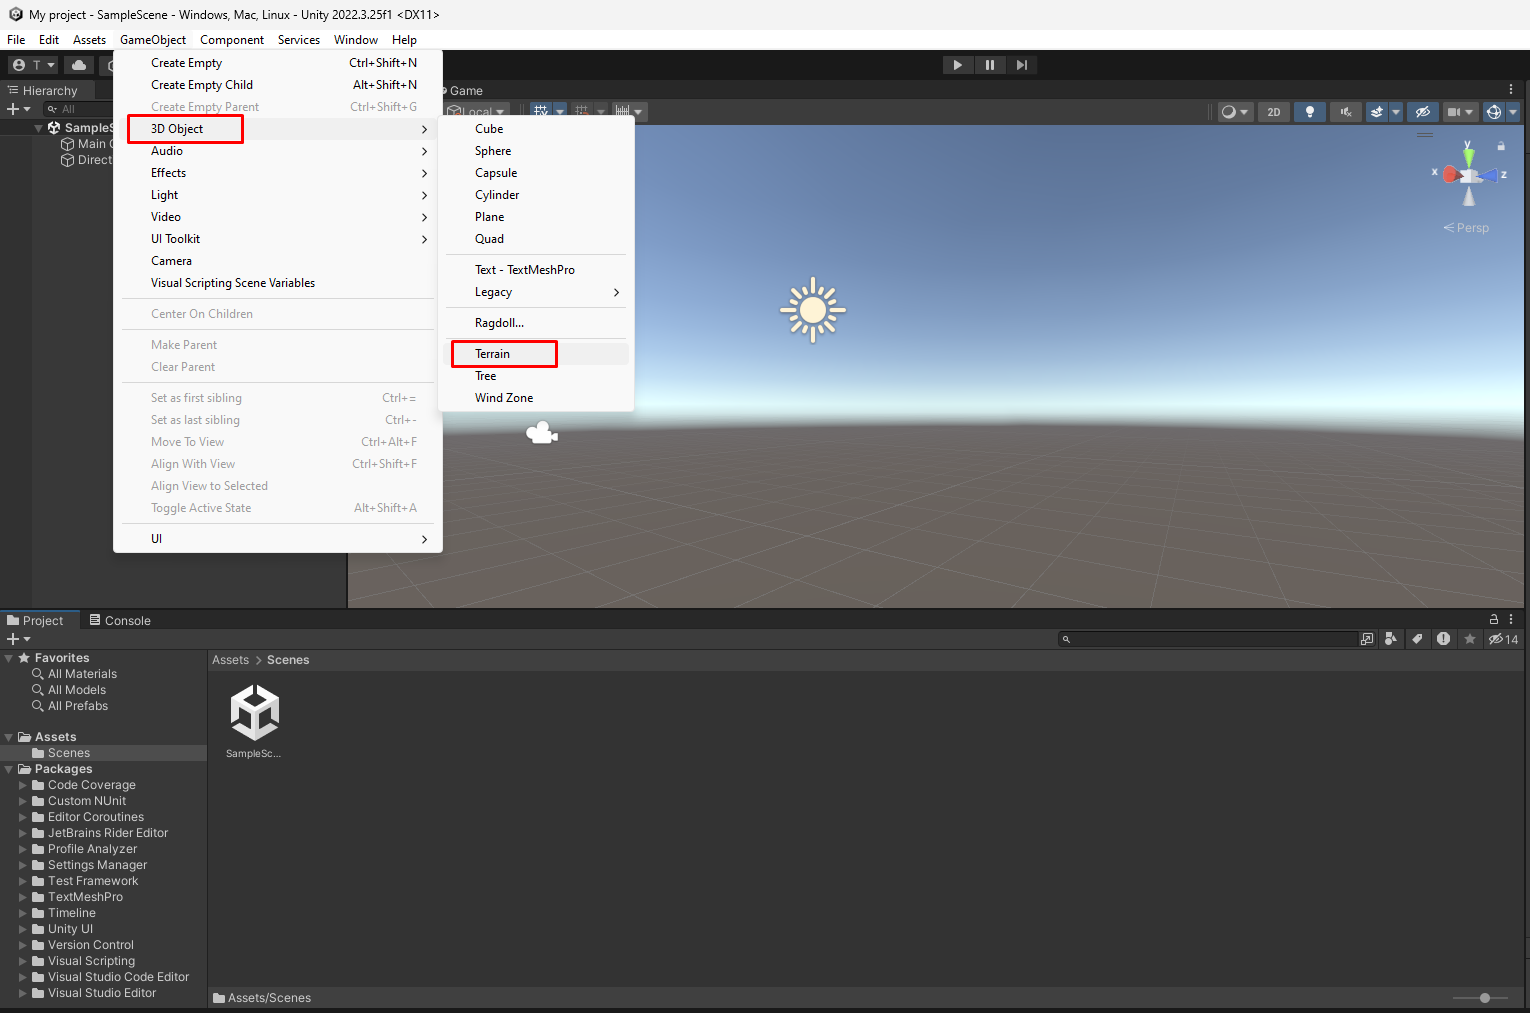 My project - SampleScene - Windows, Mac, Linux - Unity 2022.3.25f1 <DX11>
File Edit Assets GameObject Component Services Window Help
T
Hierarchy
All
SampleS
Main C
Direct
Create Empty Ctrl+Shift+N
Create Empty Child Alt+Shift+N
Create Empty Parent Ctrl+Shift+G
3D Object
Audio
Effects
Light
Video
UI Toolkit
Camera
Visual Scripting Scene Variables
Center On Children
Make Parent
Clear Parent
Set as first sibling Ctrl+=
Set as last sibling Ctrl+-
Move To View Ctrl+Alt+F
Align With View Ctrl+Shift+F
Align View to Selected
Toggle Active State Alt+Shift+A
UI
Cube
Sphere
Capsule
Cylinder
Plane
Quad
Text - TextMeshPro
Legacy
Ragdoll...
Terrain
Tree
Wind Zone
Game
Local
2D
y
x
z
Persp
Project Console
14
Favorites
All Materials
All Models
All Prefabs
Assets
Scenes
Packages
Code Coverage
Custom NUnit
Editor Coroutines
JetBrains Rider Editor
Profile Analyzer
Settings Manager
Test Framework
TextMeshPro
Timeline
Unity UI
Version Control
Visual Scripting
Visual Studio Code Editor
Visual Studio Editor
Assets > Scenes
SampleSc...
Assets/Scenes